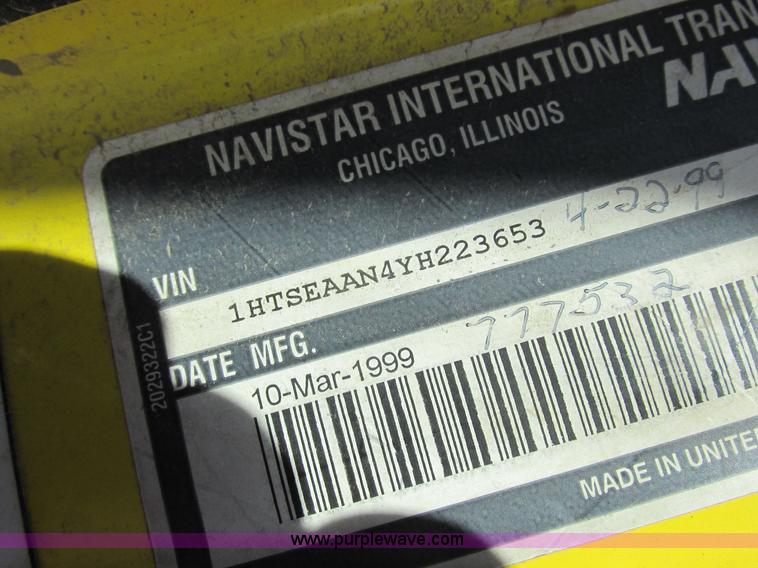 NAVISTAR INTERNATIONAL TRAN
NAV
CHICAGO, ILLINOIS
VIN
1HTSEAAN4YH223653
4-22-99
DATE MFG.
777532
10-Mar-1999
2029322C1
MADE IN UNITE
www.purplewave.com